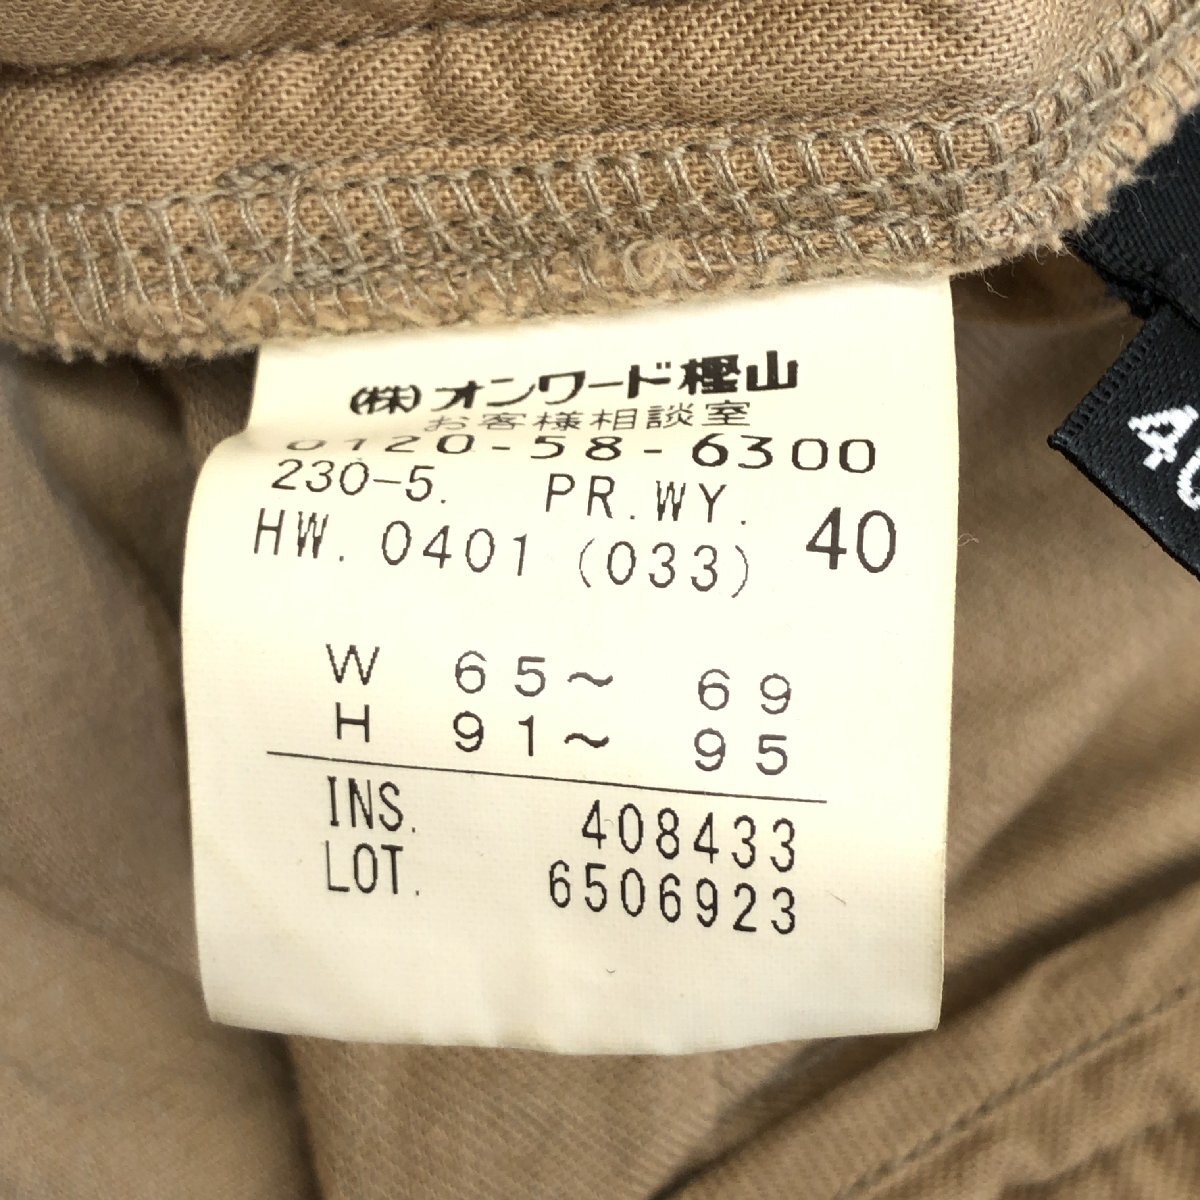 (株)オンワード樫山
お客様相談室
0120-58-6300
230-5. PR.WY.
HW. 0401 (033) 40
W 65～ 69
H 91～ 95
INS. 408433
LOT. 6506923